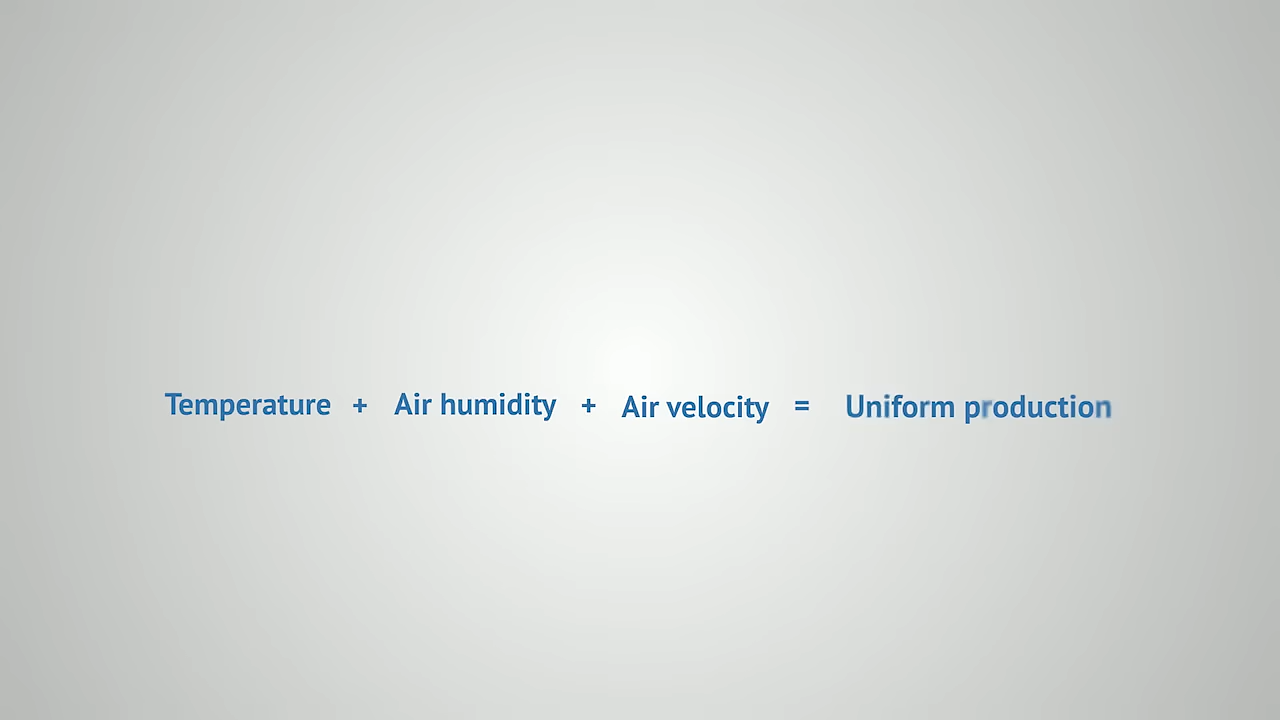 Temperature + Air humidity + Air velocity = Uniform production